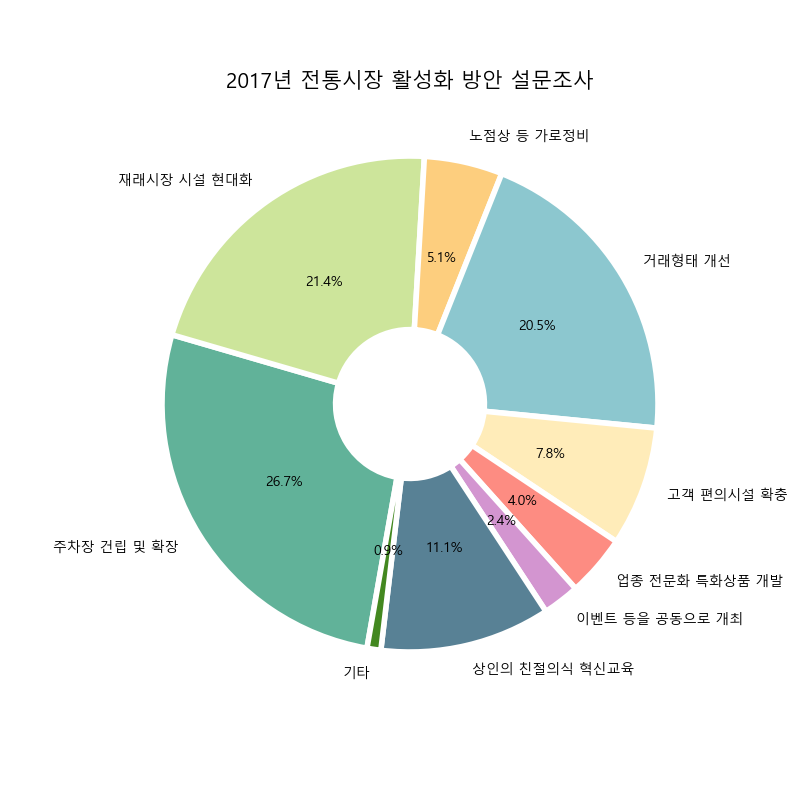 2017년 전통시장 활성화 방안 설문조사
노점상 등 가로정비
재래시장 시설 현대화
거래형태 개선
5.1%
21.4%
20.5%
7.8%
26.7%
고객 편의시설 확충
4.0%
2.4%
주차장 건립 및 확장
0.9%
11.1%
업종 전문화 특화상품 개발
이벤트 등을 공동으로 개최
기타
상인의 친절의식 혁신교육